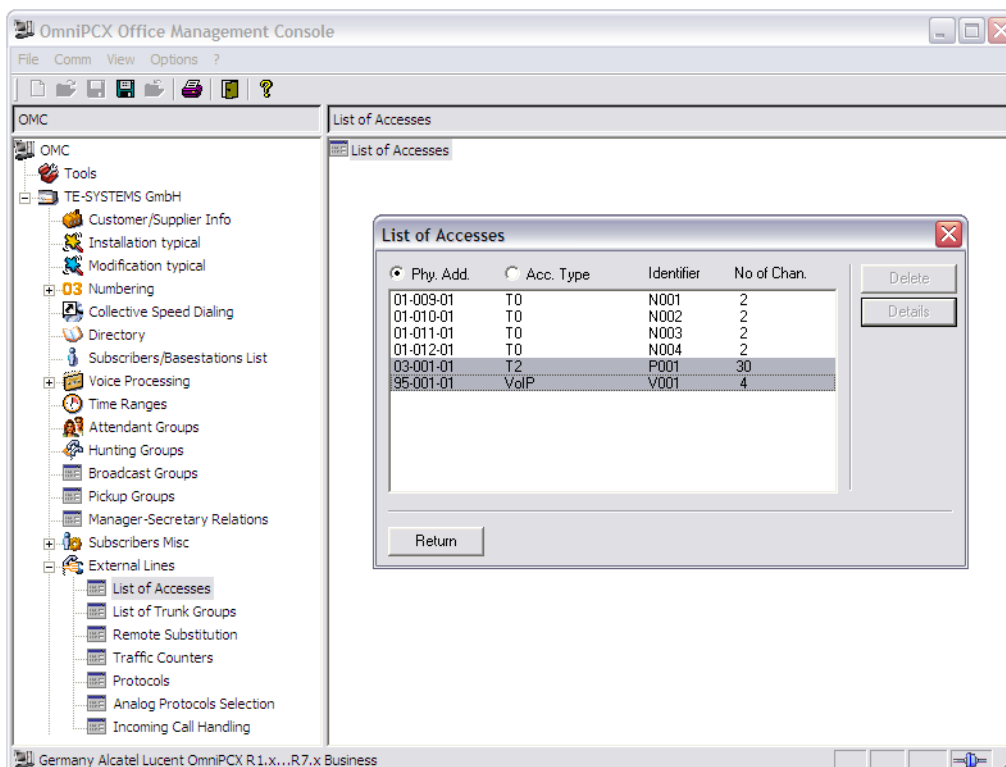 OmniPCX Office Management Console
File Comm View Options ?
OMC
List of Accesses
OMC
Tools
TE-SYSTEMS GmbH
Customer/Supplier Info
Installation typical
Modification typical
03 Numbering
Collective Speed Dialing
Directory
Subscribers/Basestations List
Voice Processing
Time Ranges
Attendant Groups
Hunting Groups
Broadcast Groups
Pickup Groups
Manager-Secretary Relations
Subscribers Misc
External Lines
List of Accesses
List of Trunk Groups
Remote Substitution
Traffic Counters
Protocols
Analog Protocols Selection
Incoming Call Handling
List of Accesses
List of Accesses
Phy. Add. Acc. Type Identifier No of Chan.
01-009-01 T0 N001 2
01-010-01 T0 N002 2
01-011-01 T0 N003 2
01-012-01 T0 N004 2
03-001-01 T2 P001 30
95-001-01 VoIP V001 4
Delete
Details
Return
Germany Alcatel Lucent OmniPCX R1.x...R7.x Business